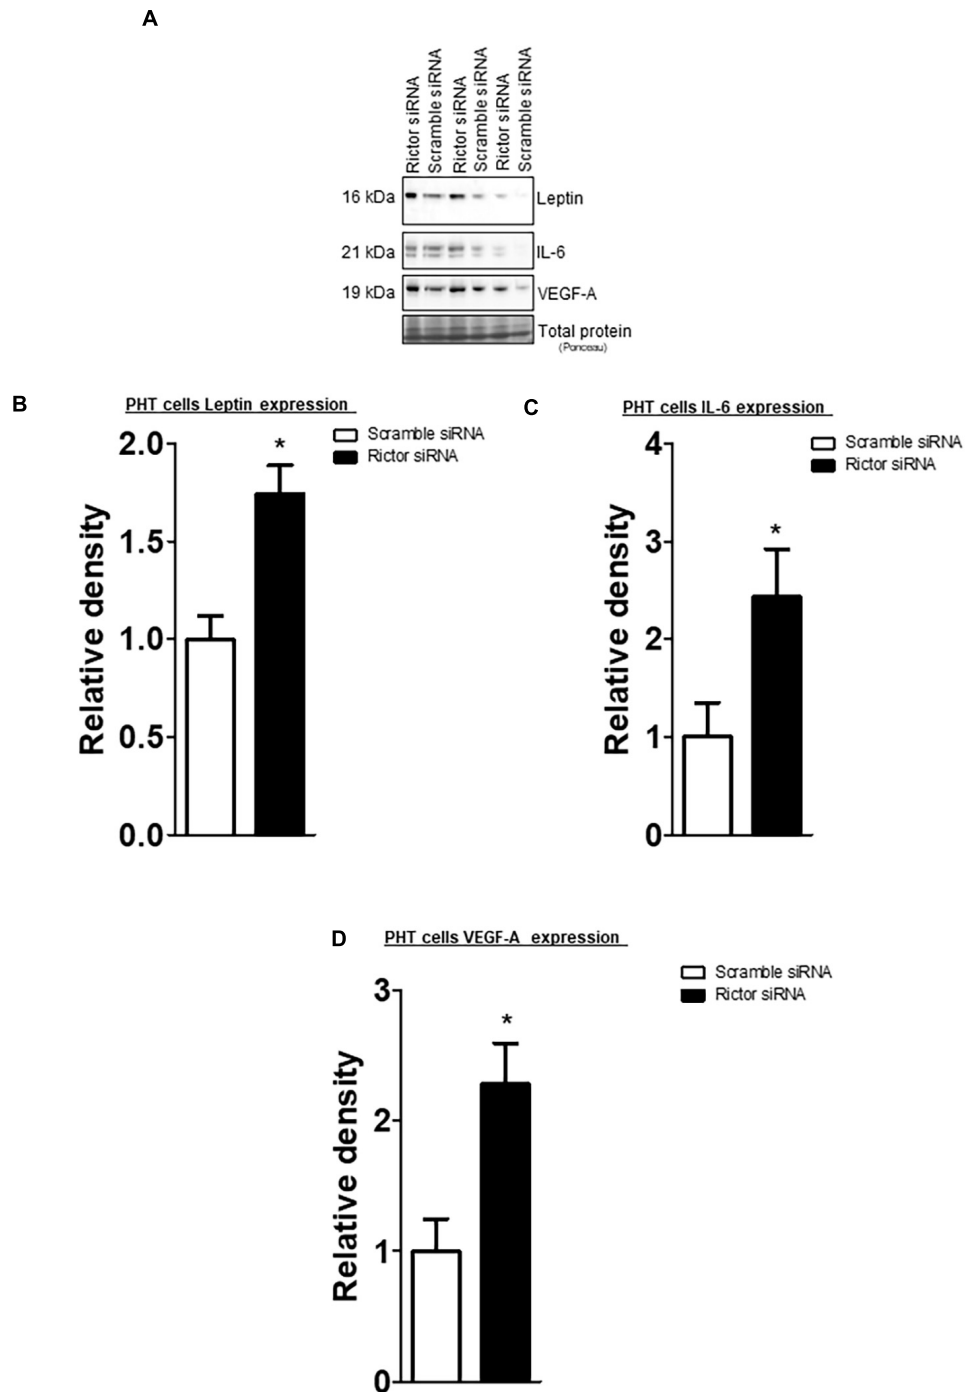 A
Rictor siRNA
Scramble siRNA
Rictor siRNA
Scramble siRNA
Rictor siRNA
Scramble siRNA
16 kDa
Leptin
21 kDa
IL-6
19 kDa
VEGF-A
Total protein
(Ponceau)
B
PHT cells Leptin expression
Scramble siRNA
Rictor siRNA
Relative density
2.0
1.5
1.0
0.5
0.0
*
C
PHT cells IL-6 expression
Scramble siRNA
Rictor siRNA
Relative density
4
3
2
1
0
*
D
PHT cells VEGF-A expression
Scramble siRNA
Rictor siRNA
Relative density
3
2
1
0
*